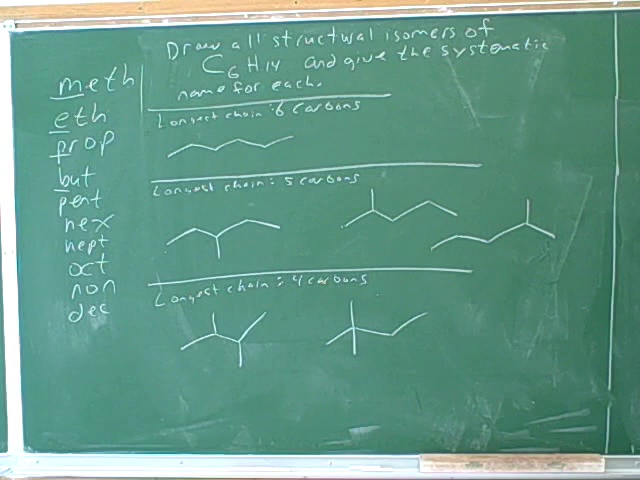 Draw all structural isomers of
C6H14 and give the systematic
name for each.
meth
eth
prop
but
pent
hex
hept
oct
non
dec
Longest chain: 6 carbons
Longest chain: 5 carbons
Longest chain: 4 carbons